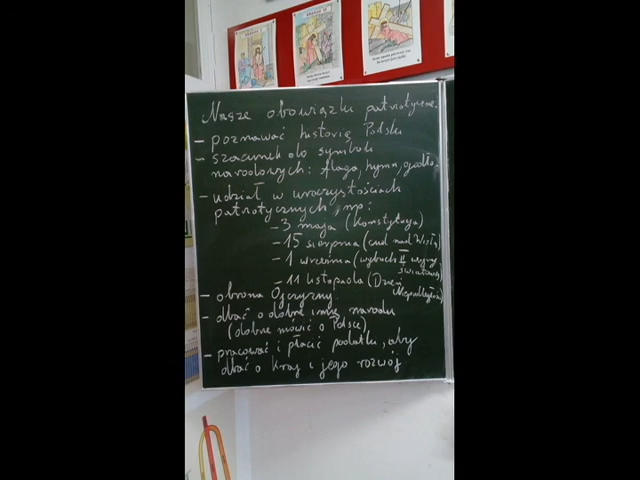 Nasze obowiązki patriotyczne.
- poznawać historię Polski
- szacunek do symboli
narodowych: flaga, hymn, godło
- udział w uroczystościach
patriotycznych, np:
- 3 maja (Konstytucja)
- 15 sierpnia (cud nad Wisłą)
- 1 września (wybuch II wojny
światowej)
- 11 listopada (Dzień
Niepodległości)
- obrona Ojczyzny
- dbać o dobre imię narodu
(dobrze mówić o Polsce)
- pracować i płacić podatki, aby
dbać o kraj i jego rozwój